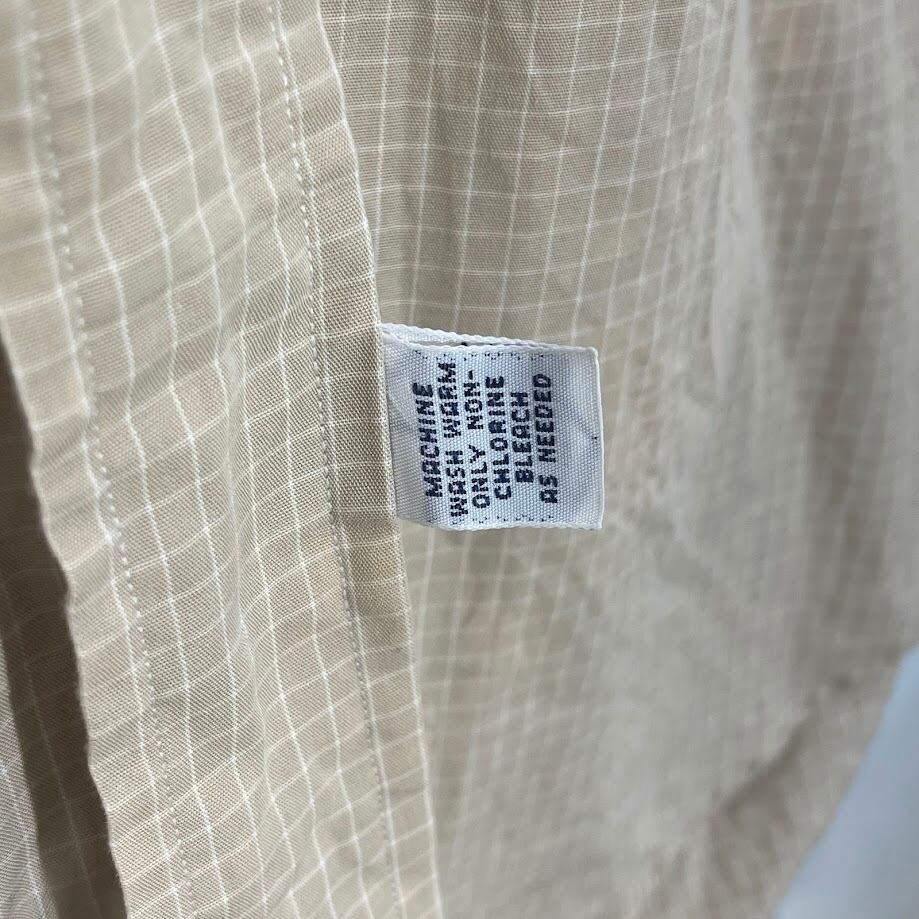 MACHINE
WASH WARM
ONLY NON-
CHLORINE
BLEACH
AS NEEDED